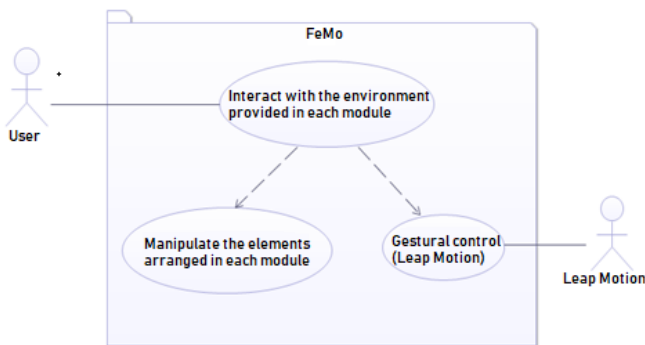 FeMo
Interact with the environment
provided in each module
User
Manipulate the elements
arranged in each module
Gestural control
(Leap Motion)
Leap Motion